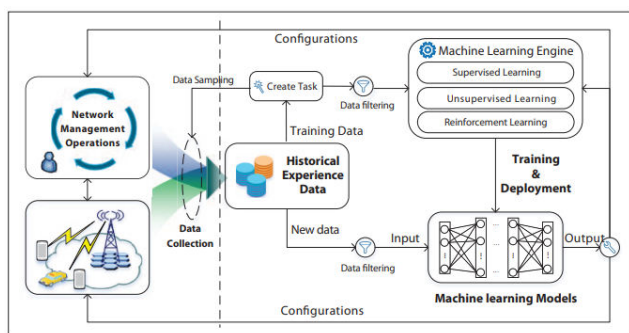 Configurations
Machine Learning Engine
Supervised Learning
Unsupervised Learning
Reinforcement Learning
Data Sampling
Create Task
Data filtering
Network
Management
Operations
Training Data
Historical
Experience
Data
Training
&
Deployment
Data
Collection
New data
Input
Output
Data filtering
Machine learning Models
Configurations